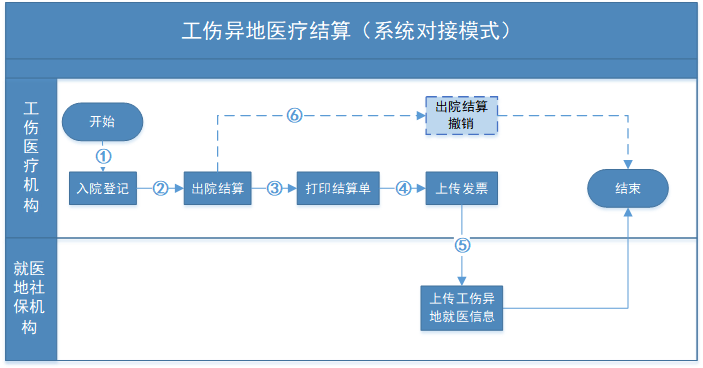 工伤异地医疗结算（系统对接模式）
工伤医疗机构
开始
①
入院登记
②
出院结算
③
打印结算单
④
上传发票
⑥
出院结算
撤销
结束
⑤
就医
地社
保机
构
上传工伤异
地就医信息